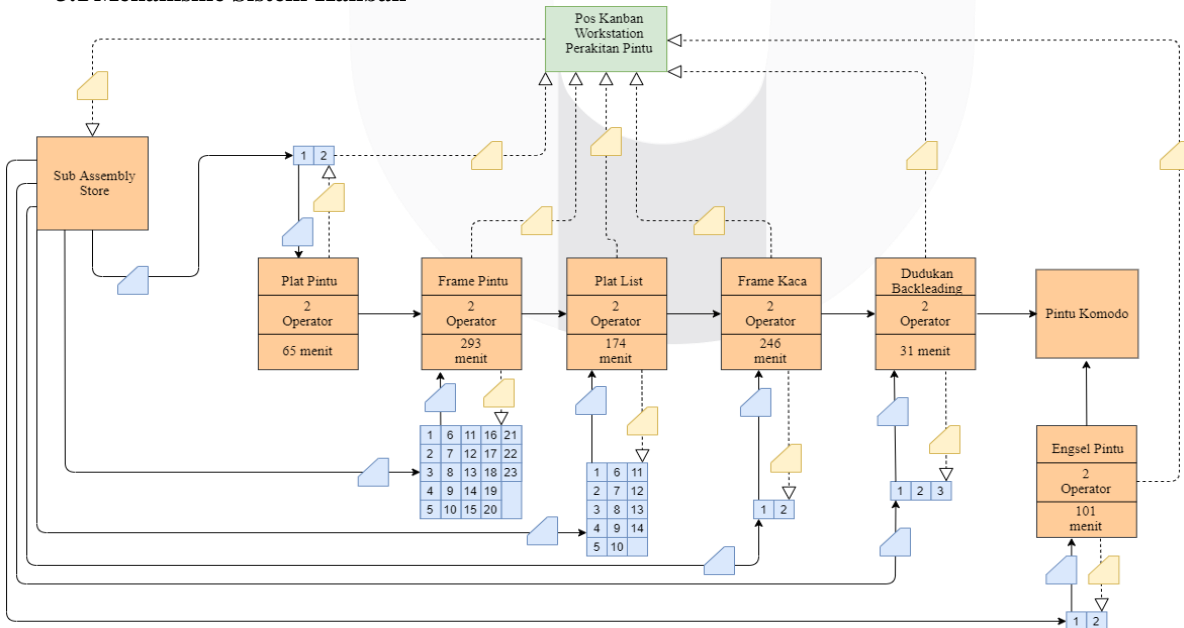 Pos Kanban
Workstation
Perakitan Pintu
Sub Assembly
Store
1 2
Plat Pintu
2
Operator
65 menit
Frame Pintu
2
Operator
293
menit
Plat List
2
Operator
174
menit
Frame Kaca
2
Operator
246
menit
Dudukan
Backleading
2
Operator
31 menit
Pintu Komodo
1 6 11 16 21
2 7 12 17 22
3 8 13 18 23
4 9 14 19
5 10 15 20
1 6 11
2 7 12
3 8 13
4 9 14
5 10
1 2
1 2 3
Engsel Pintu
2
Operator
101
menit
1 2